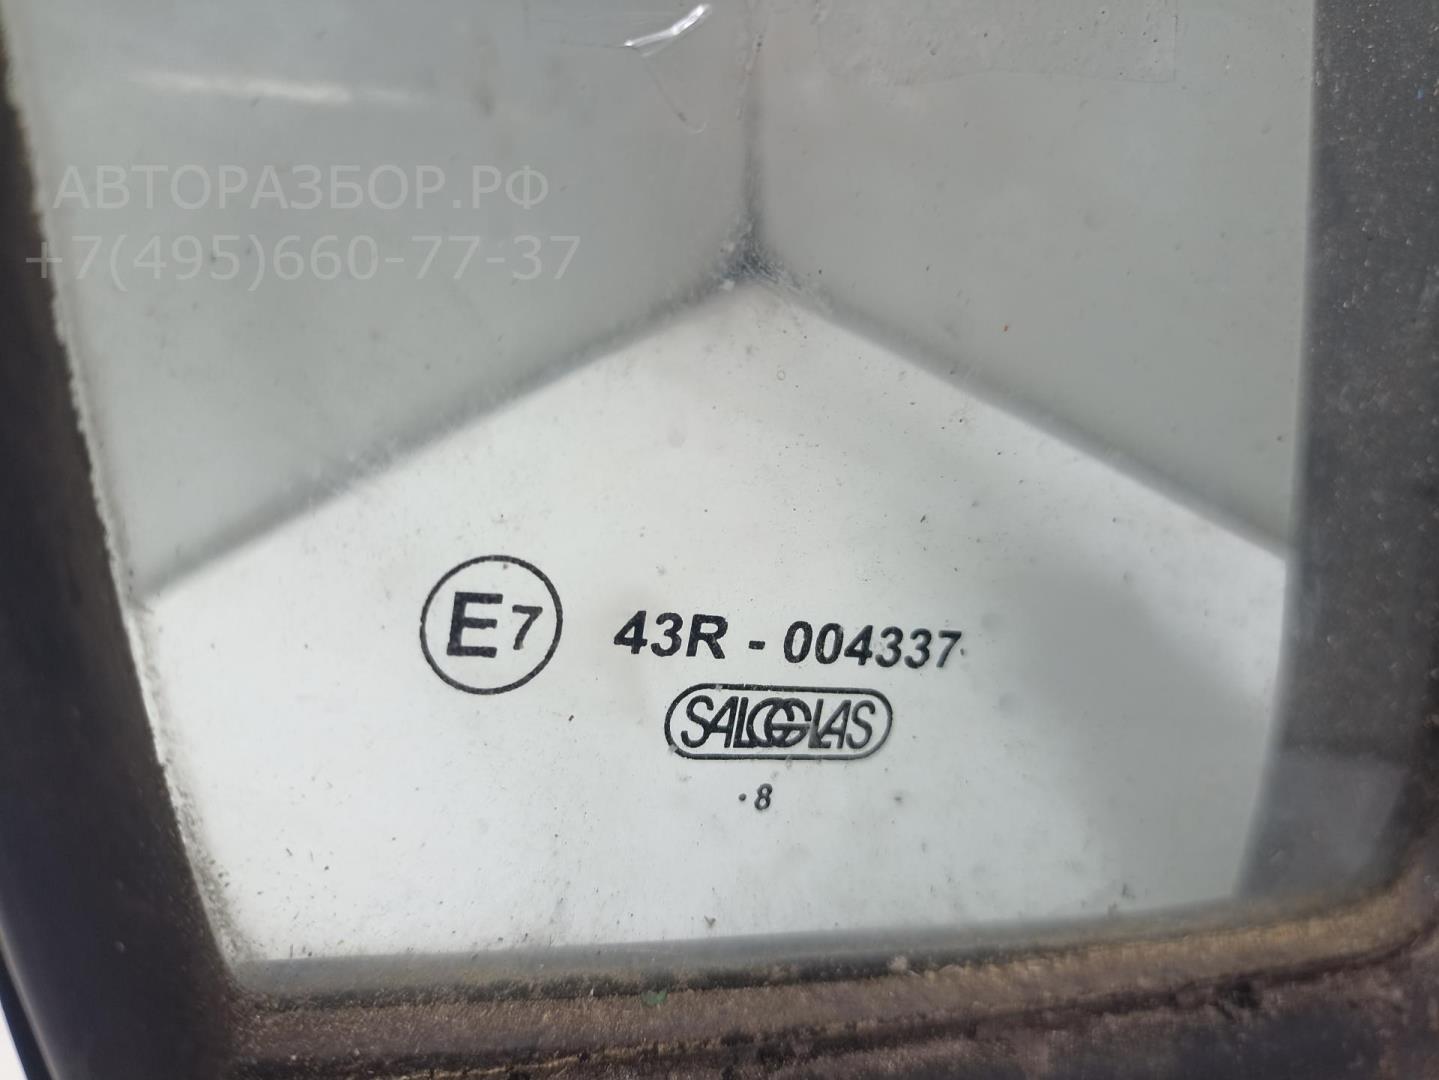 АВТОРАЗБОР.РФ
+7(495)660-77-37
E7 43R - 004337
SALGGLAS
.8